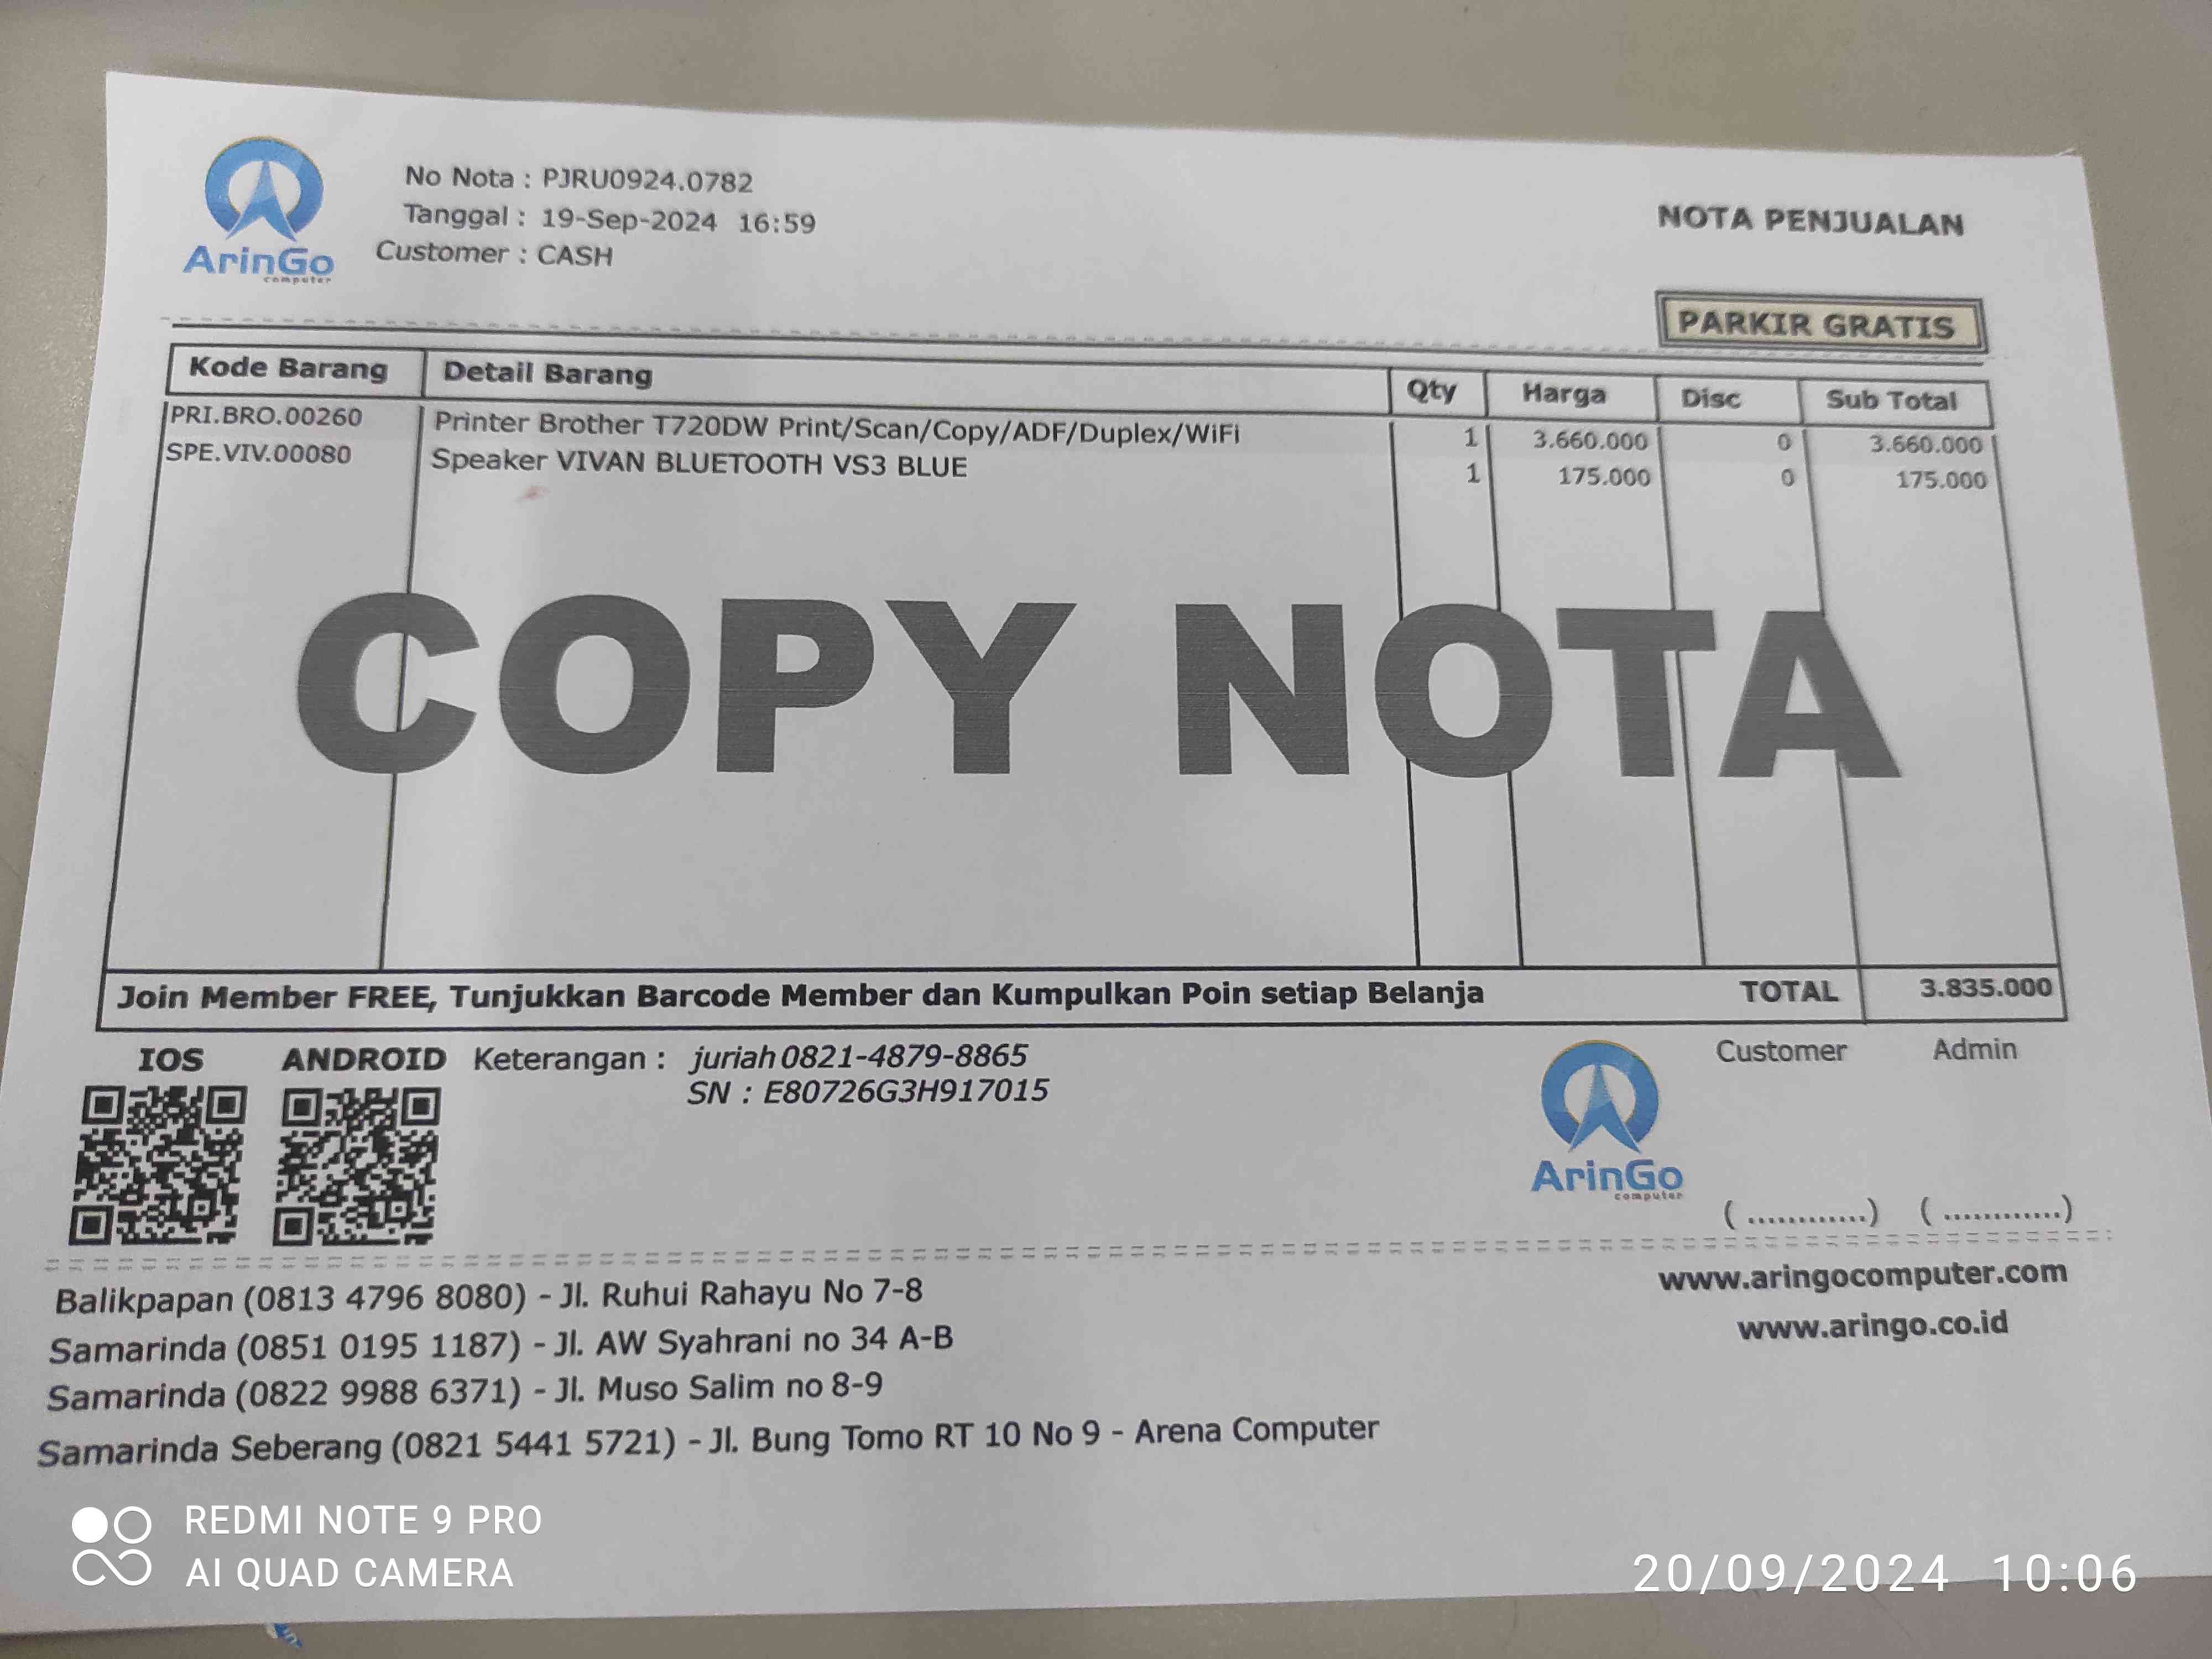 ArinGo
computer
No Nota : PJRU0924.0782
Tanggal : 19-Sep-2024 16:59
Customer : CASH
NOTA PENJUALAN
PARKIR GRATIS
Kode Barang Detail Barang Qty Harga Disc Sub Total
PRI.BRO.00260 Printer Brother T720DW Print/Scan/Copy/ADF/Duplex/WiFi 1 3.660.000 0 3.660.000
SPE.VIV.00080 Speaker VIVAN BLUETOOTH VS3 BLUE 1 175.000 0 175.000
COPY NOTA
Join Member FREE, Tunjukkan Barcode Member dan Kumpulkan Poin setiap Belanja TOTAL 3.835.000
IOS ANDROID Keterangan : juriah 0821-4879-8865
SN : E80726G3H917015
Customer Admin
ArinGo
computer
( ............) ( ............)
Balikpapan (0813 4796 8080) - Jl. Ruhui Rahayu No 7-8
Samarinda (0851 0195 1187) - Jl. AW Syahrani no 34 A-B
Samarinda (0822 9988 6371) - Jl. Muso Salim no 8-9
Samarinda Seberang (0821 5441 5721) - Jl. Bung Tomo RT 10 No 9 - Arena Computer
www.aringocomputer.com
www.aringo.co.id
REDMI NOTE 9 PRO
AI QUAD CAMERA
20/09/2024 10:06